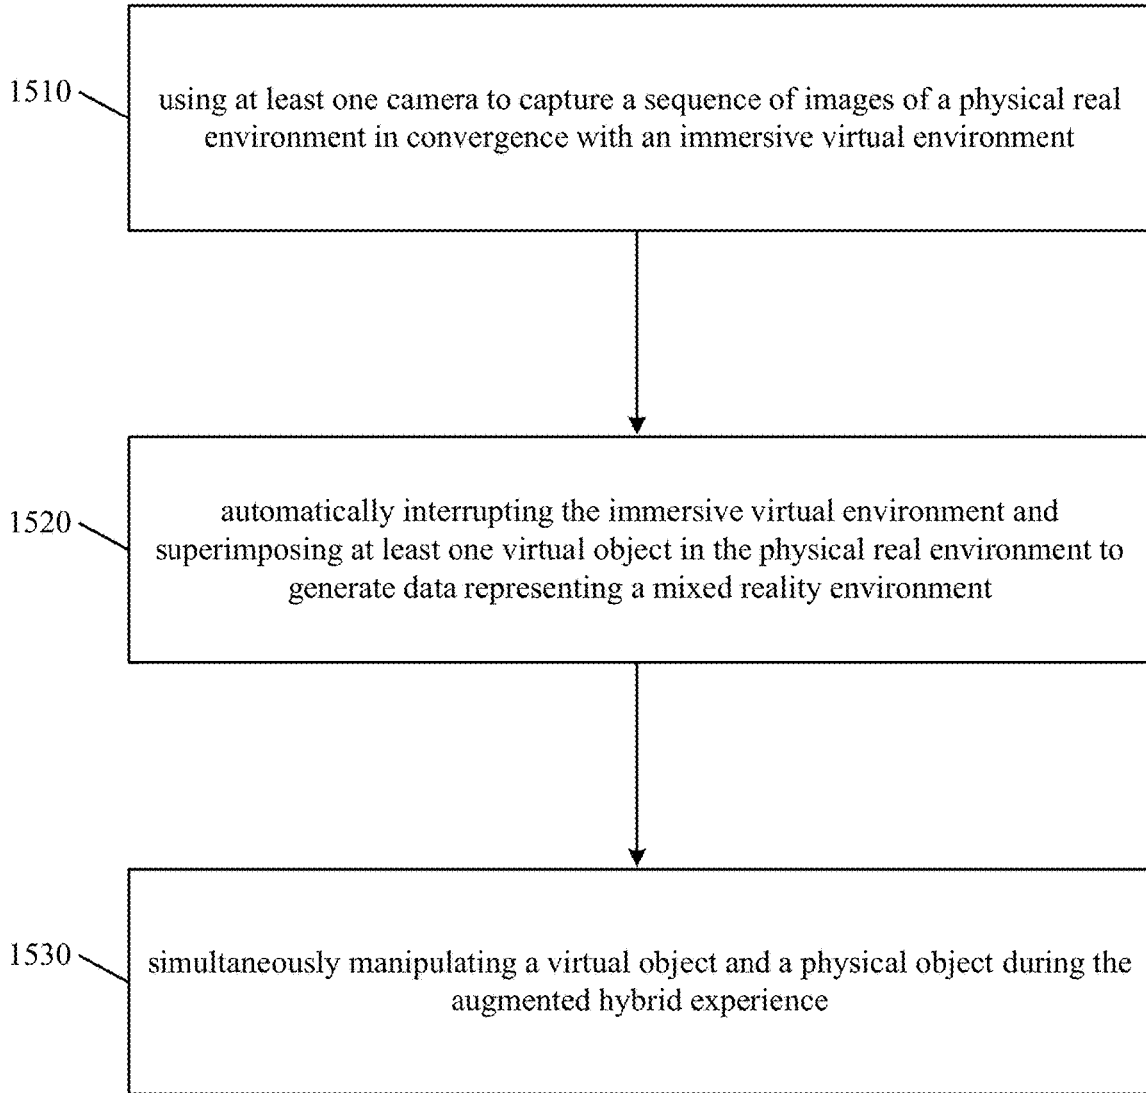 1510
using at least one camera to capture a sequence of images of a physical real
environment in convergence with an immersive virtual environment
1520
automatically interrupting the immersive virtual environment and
superimposing at least one virtual object in the physical real environment to
generate data representing a mixed reality environment
1530
simultaneously manipulating a virtual object and a physical object during the
augmented hybrid experience